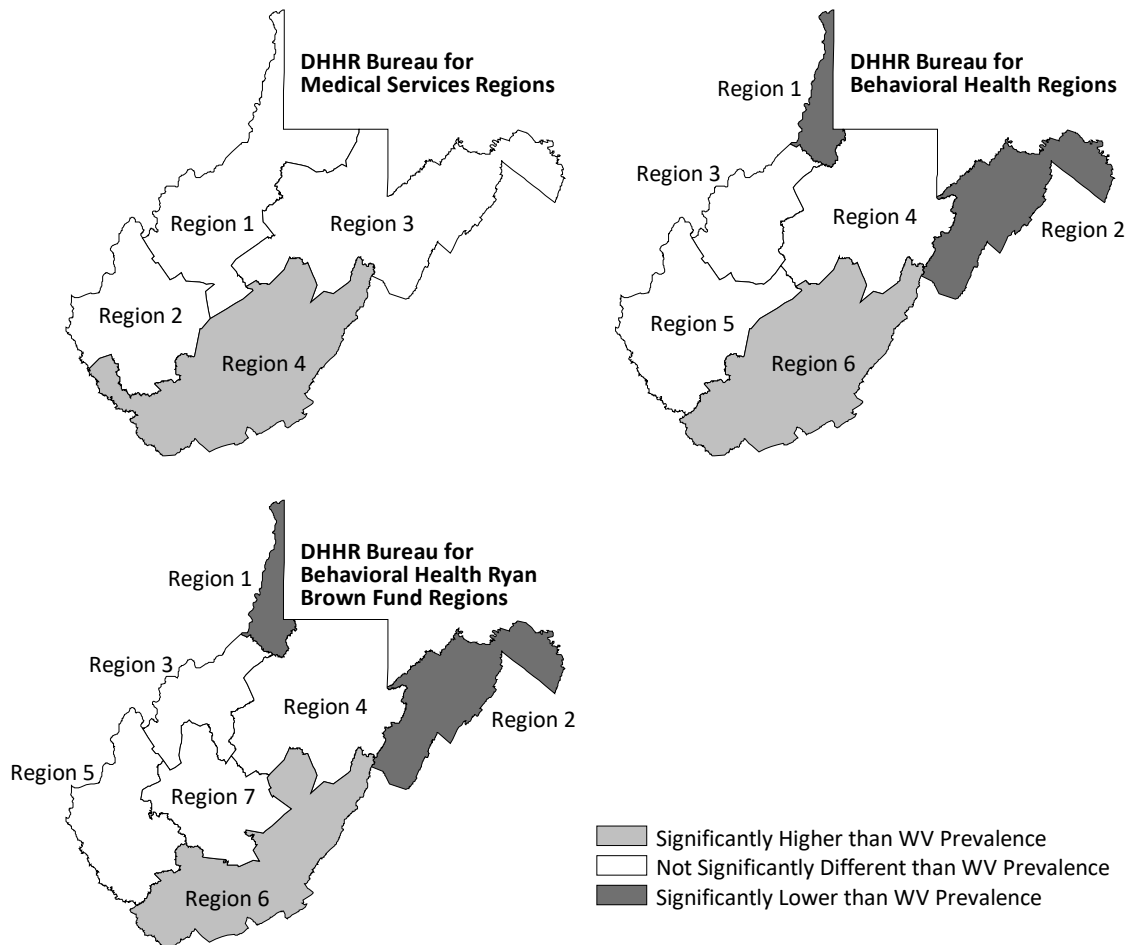 DHHR Bureau for
Medical Services Regions
Region 1
Region 3
Region 2
Region 4
DHHR Bureau for
Behavioral Health Regions
Region 1
Region 3
Region 4
Region 2
Region 5
Region 6
DHHR Bureau for
Behavioral Health Ryan
Brown Fund Regions
Region 1
Region 3
Region 4
Region 2
Region 5
Region 7
Region 6
Significantly Higher than WV Prevalence
Not Significantly Different than WV Prevalence
Significantly Lower than WV Prevalence